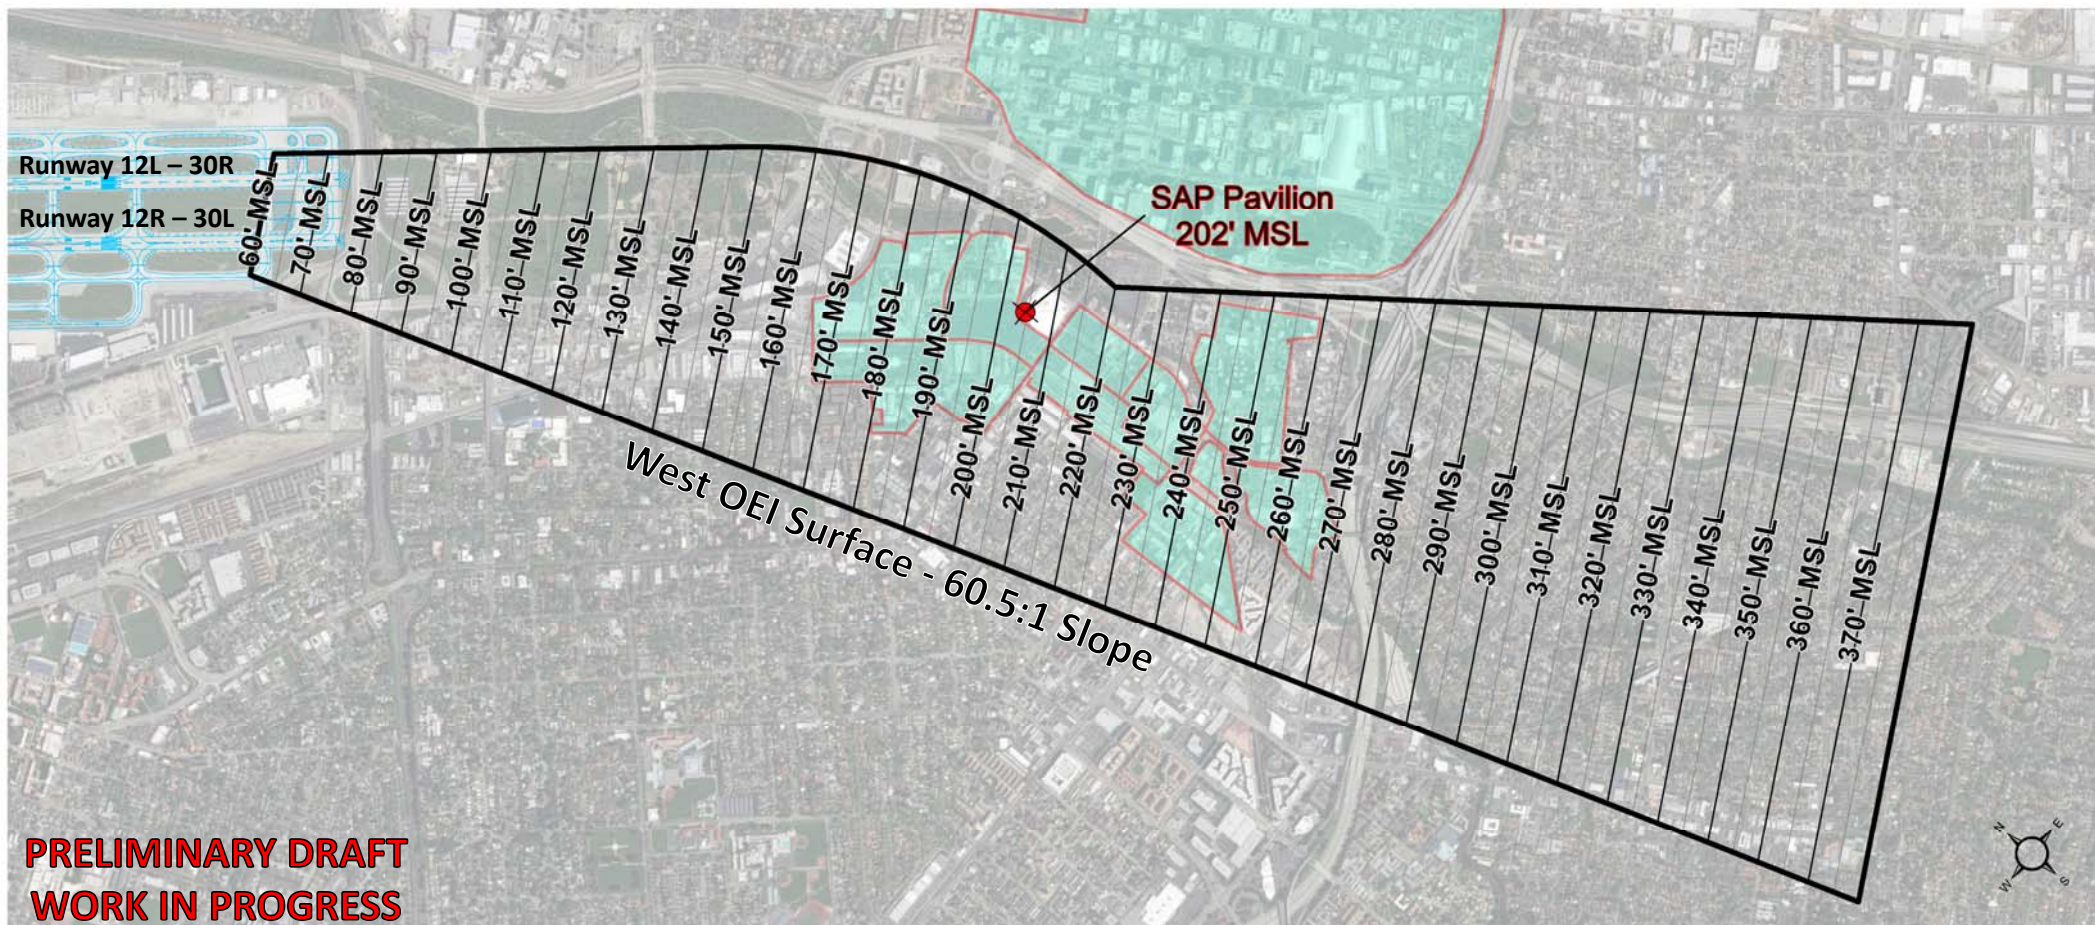 Runway 12L – 30R
Runway 12R – 30L
SAP Pavilion
202' MSL
60' MSL
70' MSL
80' MSL
90' MSL
100' MSL
110' MSL
120' MSL
130' MSL
140' MSL
150' MSL
160' MSL
170' MSL
180' MSL
190' MSL
200' MSL
210' MSL
220' MSL
230' MSL
240' MSL
250' MSL
260' MSL
270' MSL
280' MSL
290' MSL
300' MSL
310' MSL
320' MSL
330' MSL
340' MSL
350' MSL
360' MSL
370' MSL
West OEI Surface - 60.5:1 Slope
PRELIMINARY DRAFT
WORK IN PROGRESS
N
E
W
S